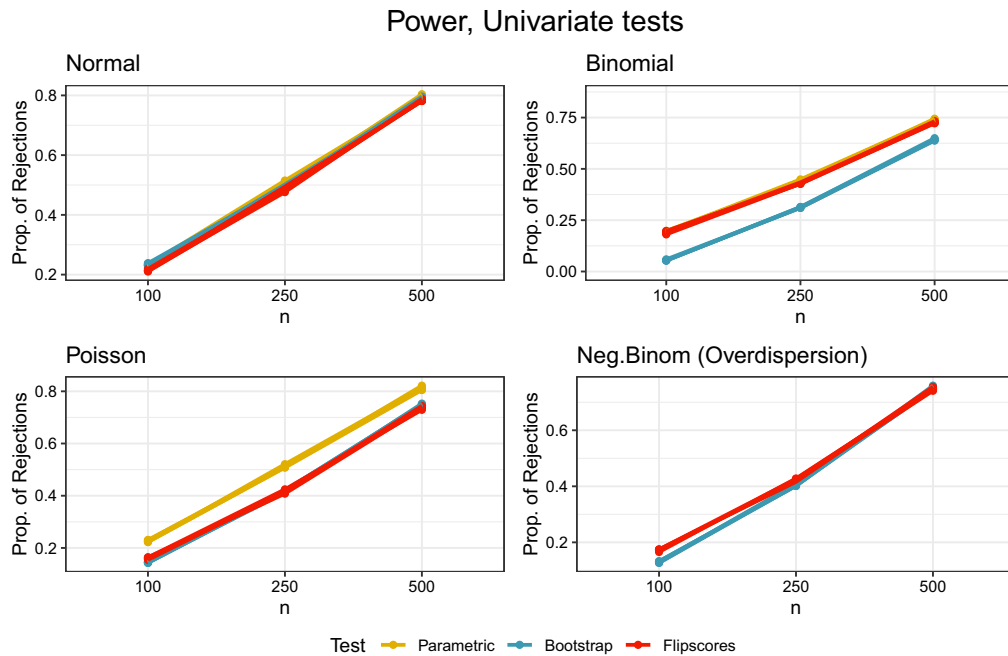 Power, Univariate tests
Normal
Prop. of Rejections
0.8
0.6
0.4
0.2
100 250 500
n
Binomial
Prop. of Rejections
0.75
0.50
0.25
0.00
100 250 500
n
Poisson
Prop. of Rejections
0.8
0.6
0.4
0.2
100 250 500
n
Neg.Binom (Overdispersion)
Prop. of Rejections
0.6
0.4
0.2
100 250 500
n
Test Parametric Bootstrap Flipscores